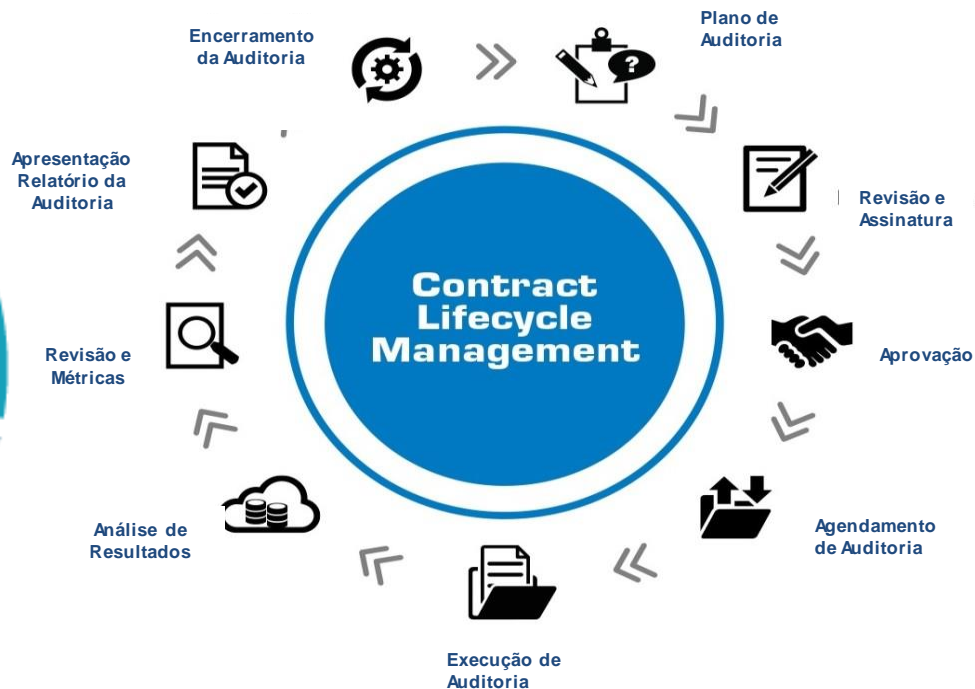 Plano de
Auditoria
Encerramento
da Auditoria
Apresentação
Relatório da
Auditoria
Revisão e
Assinatura
Contract
Lifecycle
Management
Revisão e
Métricas
Aprovação
Análise de
Resultados
Agendamento
de Auditoria
Execução de
Auditoria
?